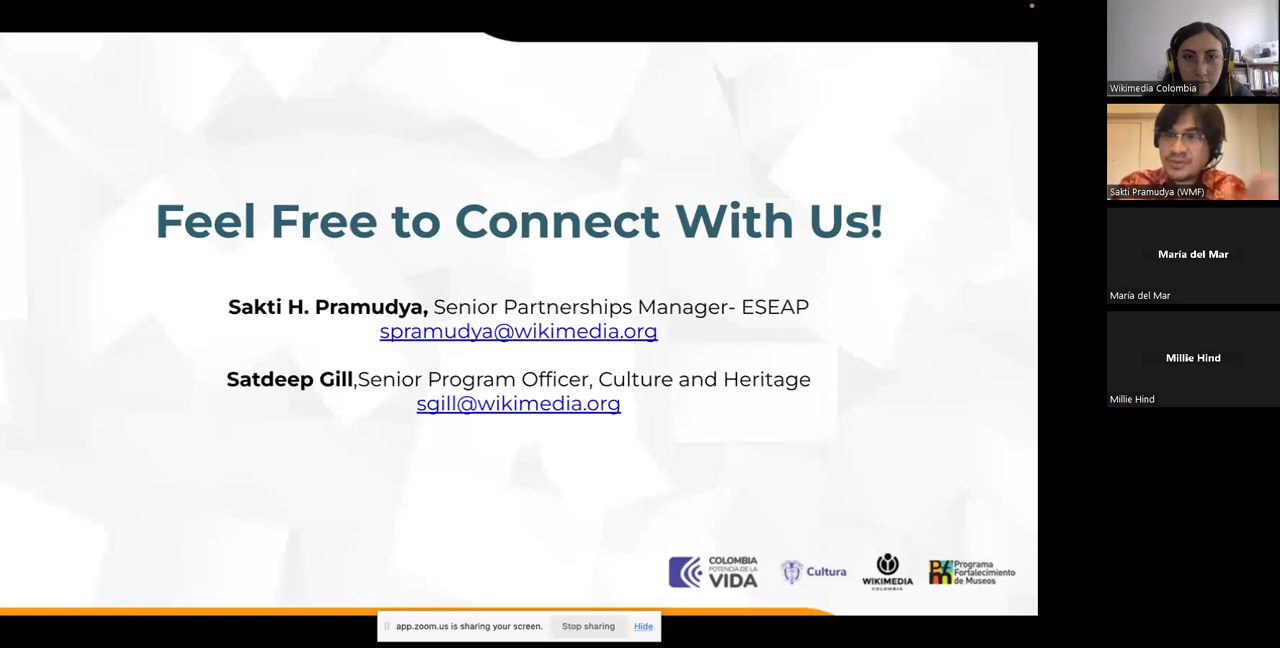 Feel Free to Connect With Us!
Sakti H. Pramudya, Senior Partnerships Manager- ESEAP
spramudya@wikimedia.org
Satdeep Gill,Senior Program Officer, Culture and Heritage
sgill@wikimedia.org
COLOMBIA
POTENCIA DE LA
VIDA
Cultura
WIKIMEDIA
COLOMBIA
Programa
Fortalecimiento
de Museos
app.zoom.us is sharing your screen.
Stop sharing
Hide
Wikimedia Colombia
Sakti Pramudya (WMF)
María del Mar
María del Mar
Millie Hind
Millie Hind